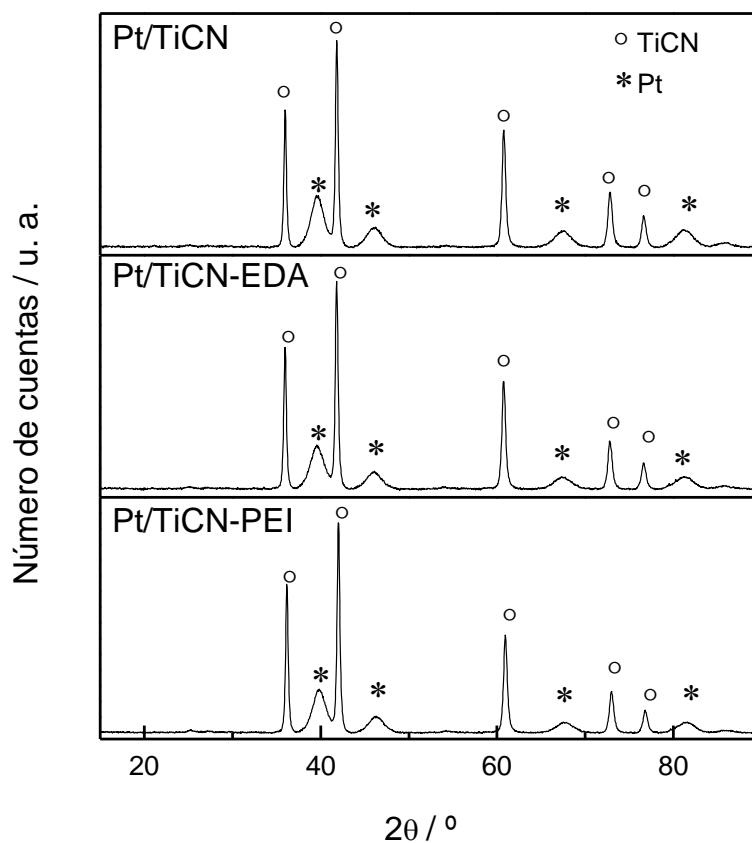 Pt/TiCN
○ TiCN
* Pt
Pt/TiCN-EDA
Pt/TiCN-PEI
Número de cuentas / u. a.
20 40 60 80
2θ / º